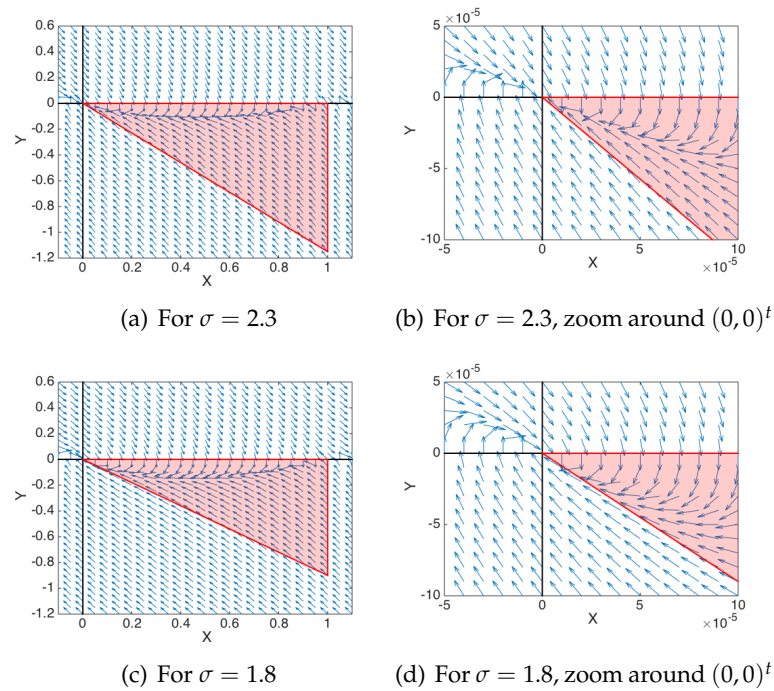 0.6
0.4
0.2
0
-0.2
-0.4
-0.6
-0.8
-1
-1.2
Y
0 0.2 0.4 0.6 0.8 1
X
×10⁻⁵
5
0
-5
-10
Y
-5 0 5 10
X
×10⁻⁵
(a) For σ = 2.3
(b) For σ = 2.3, zoom around (0, 0)ᵗ
0.6
0.4
0.2
0
-0.2
-0.4
-0.6
-0.8
-1
-1.2
Y
0 0.2 0.4 0.6 0.8 1
X
×10⁻⁵
5
0
-5
-10
Y
-5 0 5 10
X
×10⁻⁵
(c) For σ = 1.8
(d) For σ = 1.8, zoom around (0, 0)ᵗ